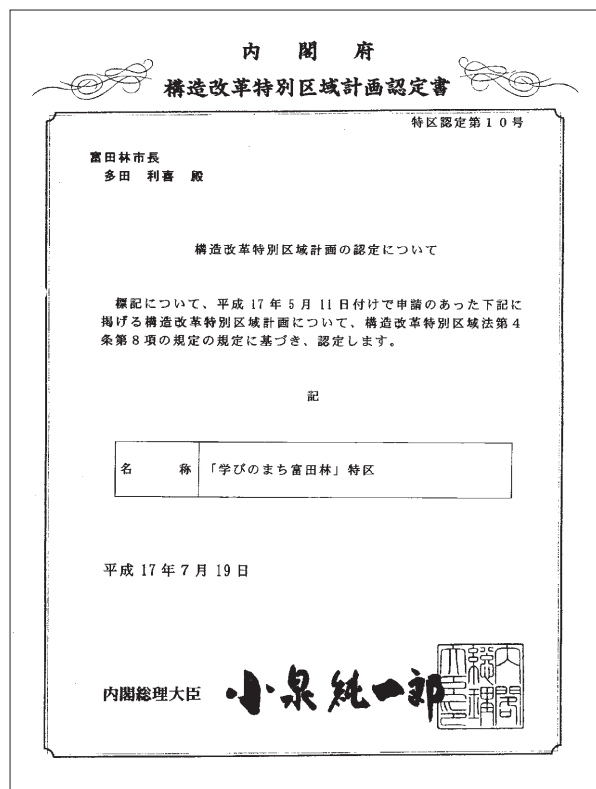 内閣府
構造改革特別区域計画認定書
特区認定第10号
富田林市長
多田 利喜 殿
構造改革特別区域計画の認定について
標記について、平成17年5月11日付けで申請のあった下記に
掲げる構造改革特別区域計画について、構造改革特別区域法第4
条第8項の規定の規定に基づき、認定します。
記
名称 「学びのまち富田林」特区
平成17年7月19日
内閣総理大臣 小泉純一郎
内閣総理大臣印